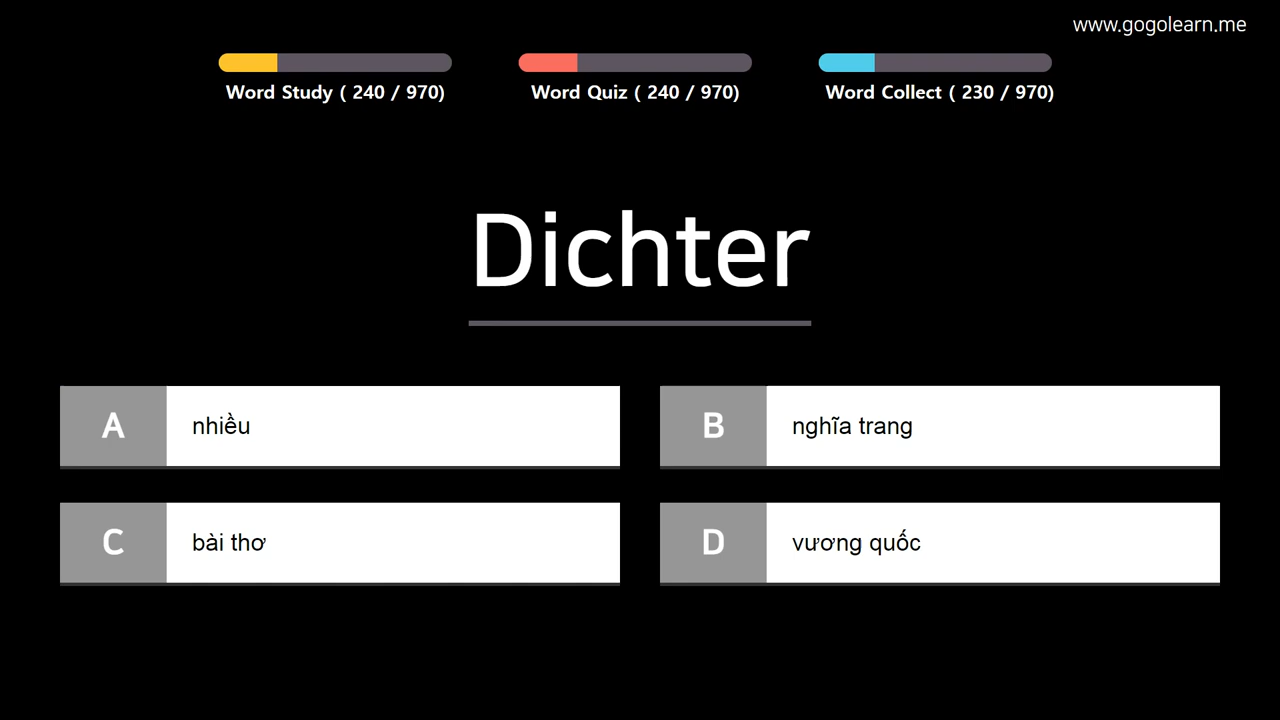 www.gogolearn.me
Word Study ( 240 / 970)
Word Quiz ( 240 / 970)
Word Collect ( 230 / 970)
Dichter
A nhiều
B nghĩa trang
C bài thơ
D vương quốc